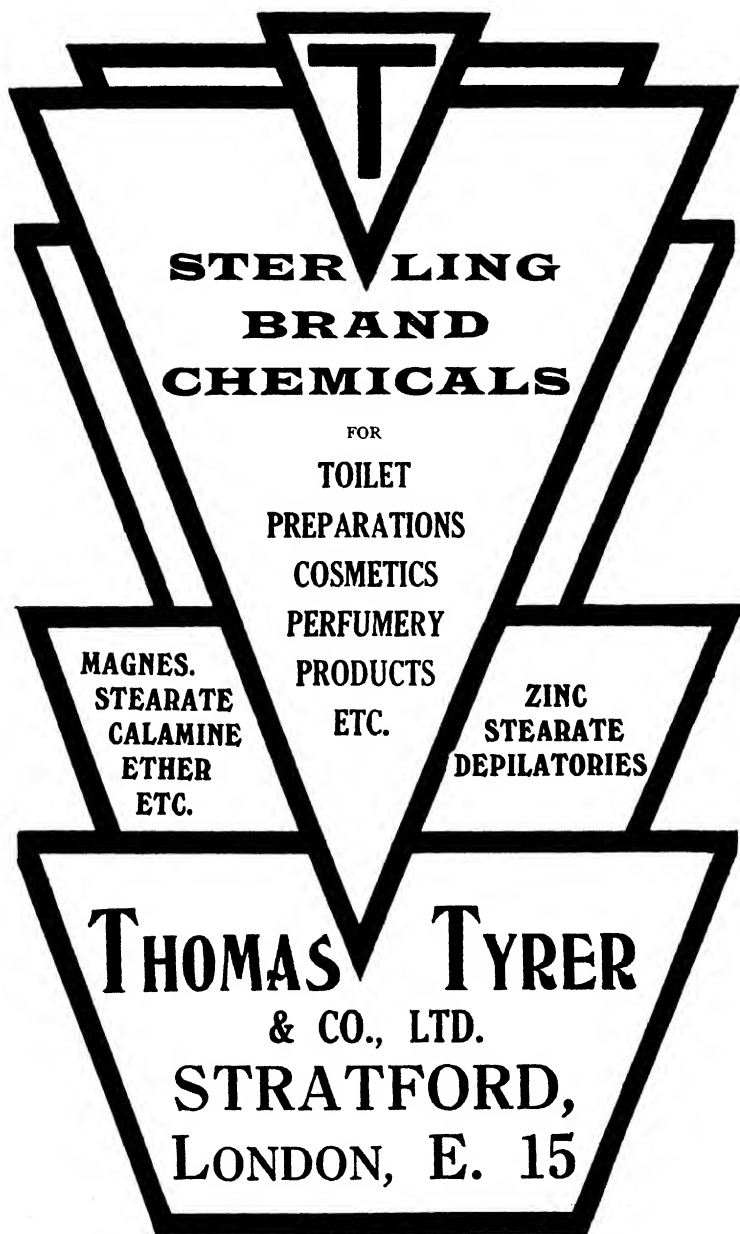 T
STERLING
BRAND
CHEMICALS
FOR
TOILET
PREPARATIONS
COSMETICS
PERFUMERY
PRODUCTS
ETC.
MAGNES.
STEARATE
CALAMINE
ETHER
ETC.
ZINC
STEARATE
DEPILATORIES
THOMAS TYRER
& CO., LTD.
STRATFORD,
LONDON, E. 15